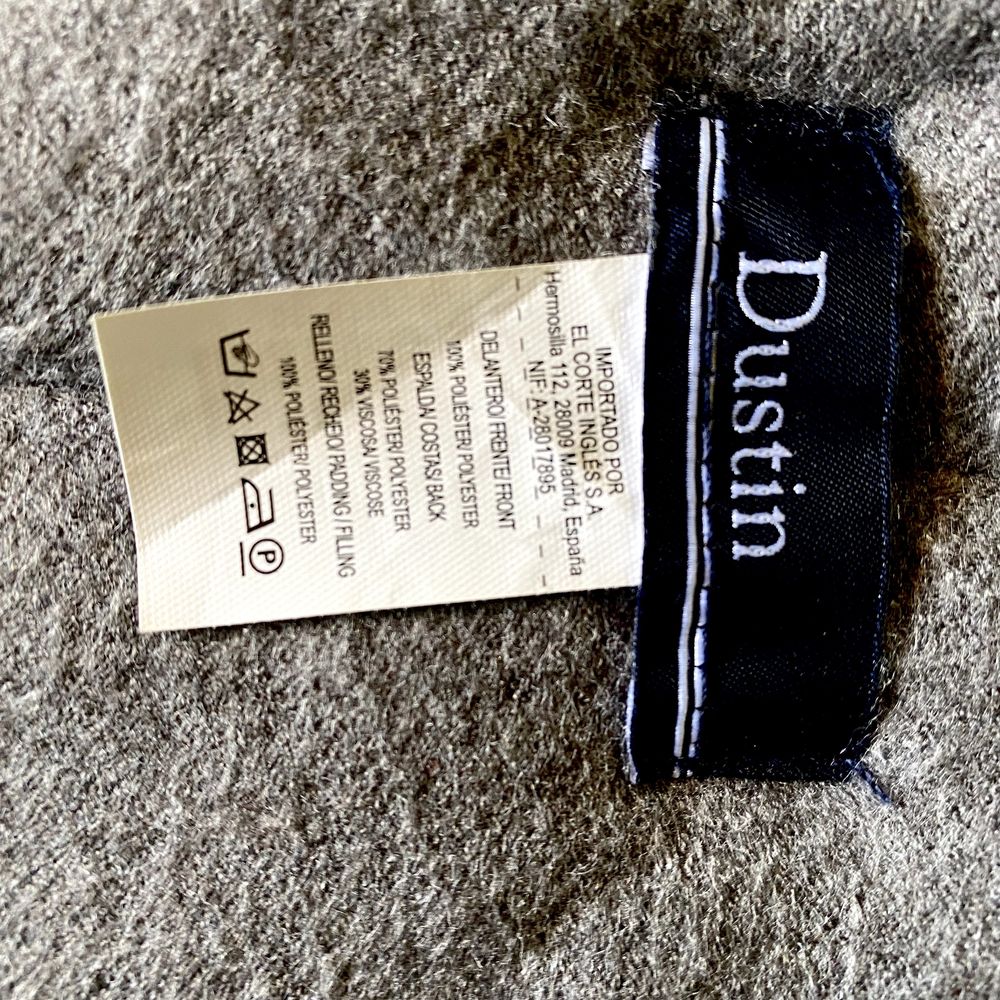 Dustin
IMPORTADO POR
EL CORTE INGLÉS S.A.
Hermosilla 112, 28009 Madrid, España
NIF: A-28017895
DELANTERO/ FRENTE/ FRONT
100% POLIÉSTER/ POLYESTER
ESPALDA/ COSTAS/ BACK
70% POLIÉSTER/ POLYESTER
30% VISCOSA/ VISCOSE
RELLENO/ RECHEIO/ PADDING / FILLING
100% POLIÉSTER/ POLYESTER
P